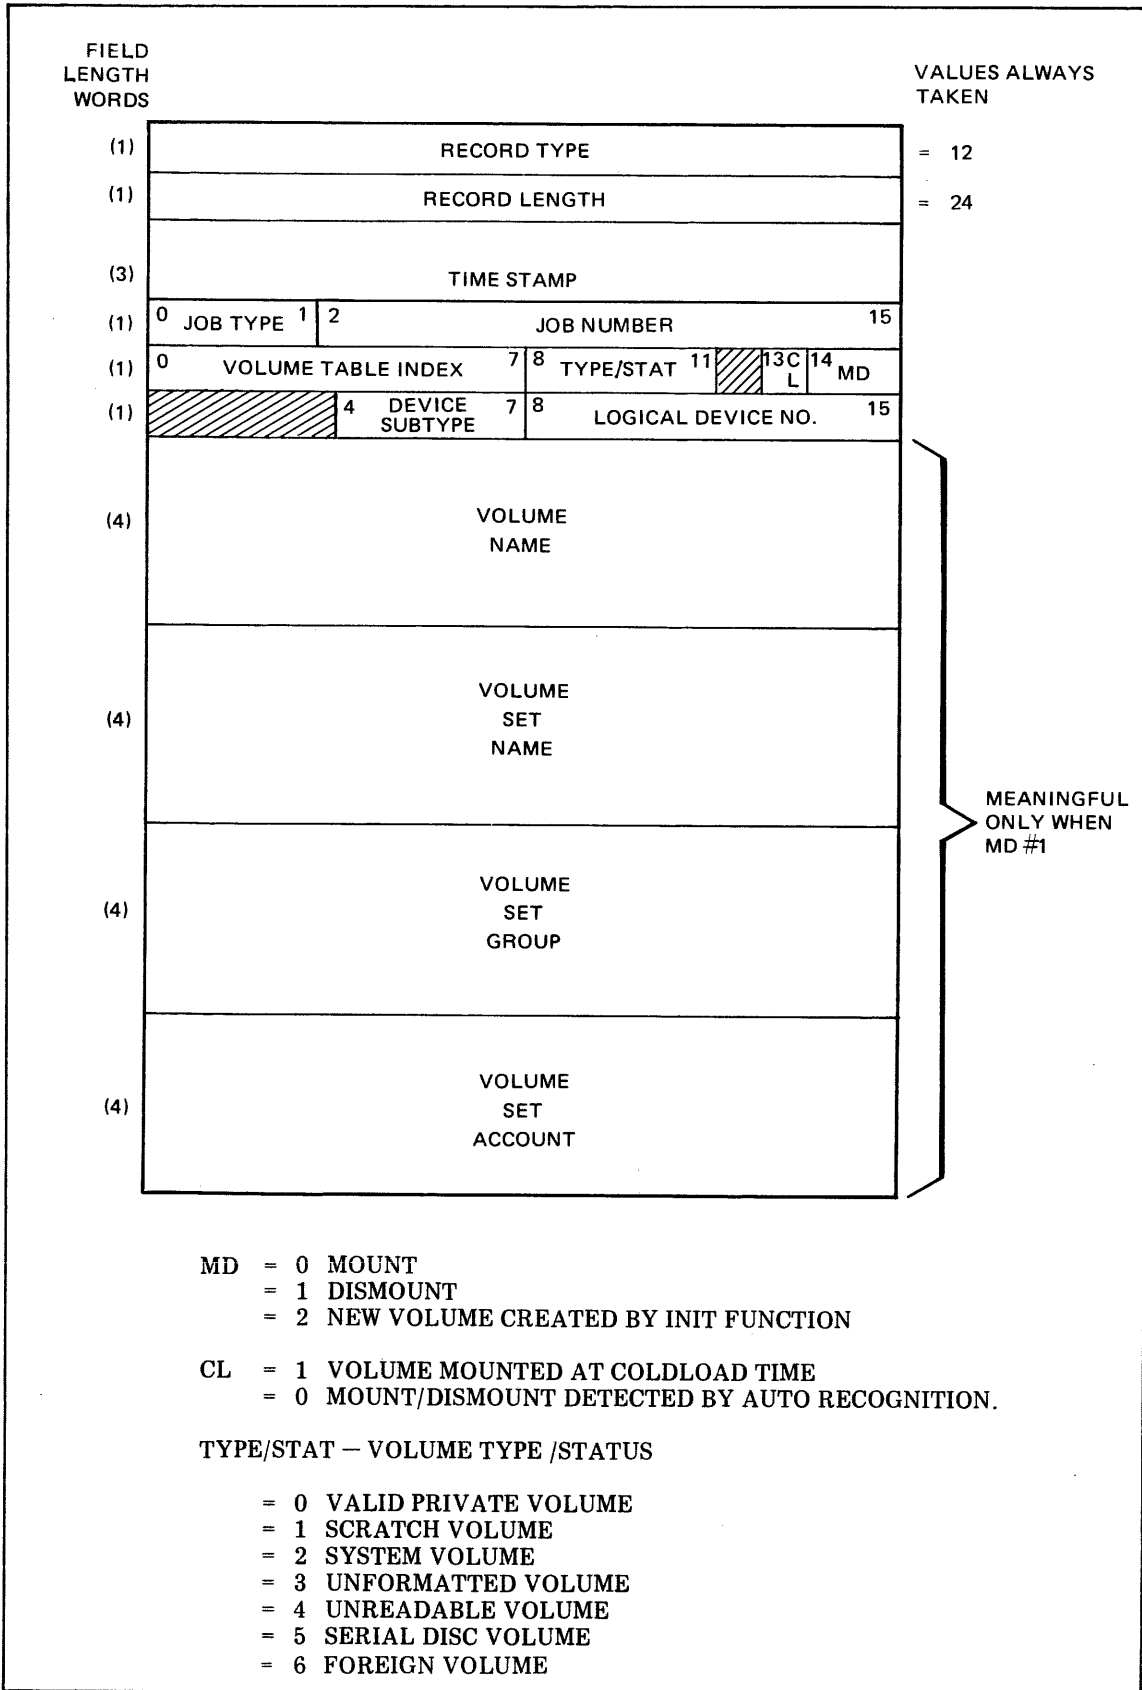 FIELD
LENGTH
WORDS
VALUES ALWAYS
TAKEN
(1) RECORD TYPE = 12
(1) RECORD LENGTH = 24
(3) TIME STAMP
(1) 0 JOB TYPE 1 2 JOB NUMBER 15
(1) 0 VOLUME TABLE INDEX 7 8 TYPE/STAT 11 13 C L 14 MD
(1) 4 DEVICE SUBTYPE 7 8 LOGICAL DEVICE NO. 15
(4) VOLUME
NAME
(4) VOLUME
SET
NAME
MEANINGFUL
ONLY WHEN
MD #1
(4) VOLUME
SET
GROUP
(4) VOLUME
SET
ACCOUNT
MD = 0 MOUNT
= 1 DISMOUNT
= 2 NEW VOLUME CREATED BY INIT FUNCTION
CL = 1 VOLUME MOUNTED AT COLDLOAD TIME
= 0 MOUNT/DISMOUNT DETECTED BY AUTO RECOGNITION.
TYPE/STAT — VOLUME TYPE /STATUS
= 0 VALID PRIVATE VOLUME
= 1 SCRATCH VOLUME
= 2 SYSTEM VOLUME
= 3 UNFORMATTED VOLUME
= 4 UNREADABLE VOLUME
= 5 SERIAL DISC VOLUME
= 6 FOREIGN VOLUME